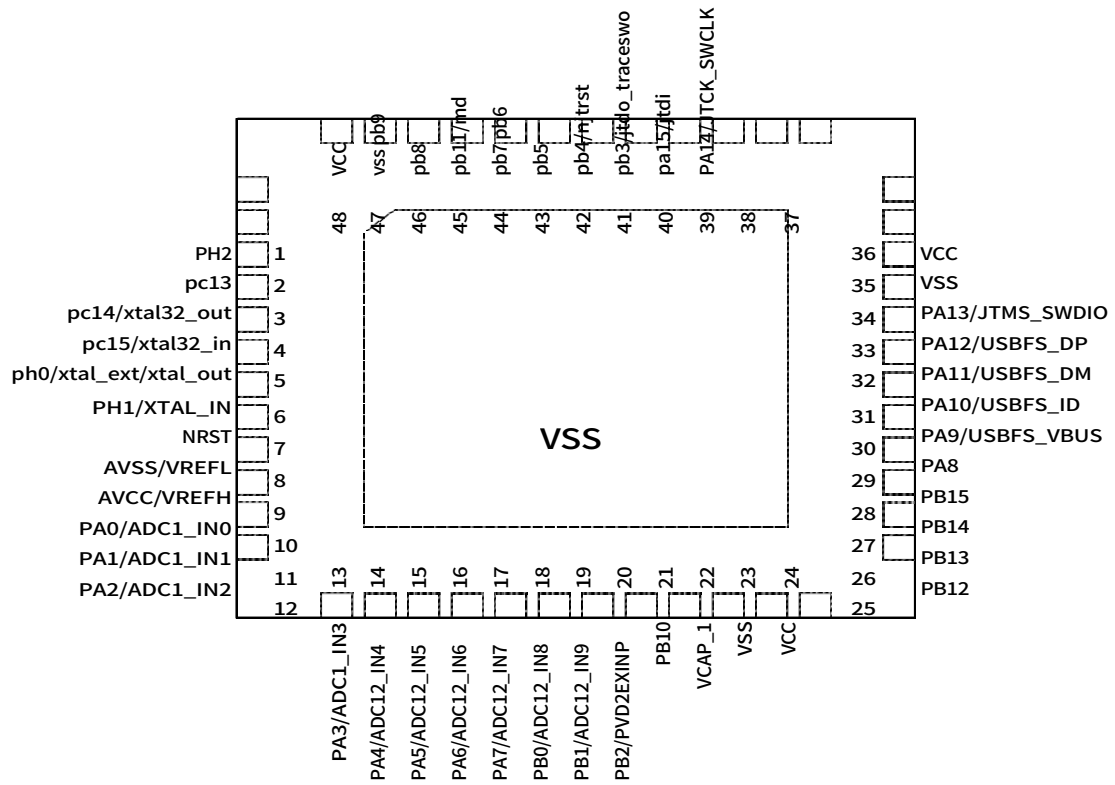 VCC
vss pb9
pb8
pb11/md
pb7 pb6
pb5
pb4/njtrst
pb3/jtdo_traceswo
pa15/jtdi
PA14/JTCK_SWCLK
48
47
46
45
44
43
42
41
40
39
38
37
PH2 1
pc13 2
pc14/xtal32_out 3
pc15/xtal32_in 4
ph0/xtal_ext/xtal_out 5
PH1/XTAL_IN 6
NRST 7
AVSS/VREFL 8
AVCC/VREFH 9
PA0/ADC1_IN0 10
PA1/ADC1_IN1 11
PA2/ADC1_IN2 12
VSS
36 VCC
35 VSS
34 PA13/JTMS_SWDIO
33 PA12/USBFS_DP
32 PA11/USBFS_DM
31 PA10/USBFS_ID
30 PA9/USBFS_VBUS
29 PA8
28 PB15
27 PB14
26 PB13
25 PB12
13
14
15
16
17
18
19
20
21
22
23
24
PA3/ADC1_IN3
PA4/ADC12_IN4
PA5/ADC12_IN5
PA6/ADC12_IN6
PA7/ADC12_IN7
PB0/ADC12_IN8
PB1/ADC12_IN9
PB2/PVD2EXINP
PB10
VCAP_1
VSS
VCC